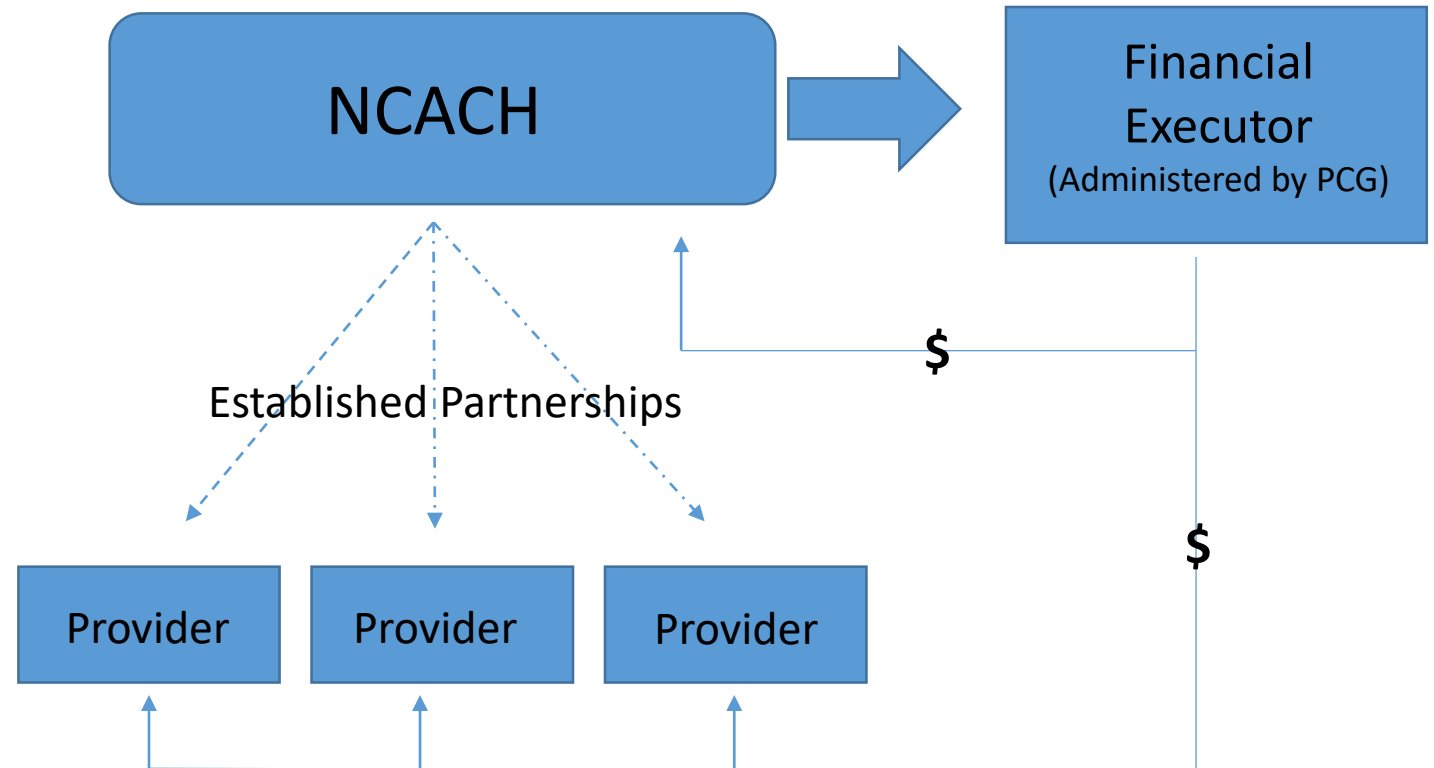 NCACH
Financial
Executor
(Administered by PCG)
$
Established Partnerships
$
Provider
Provider
Provider